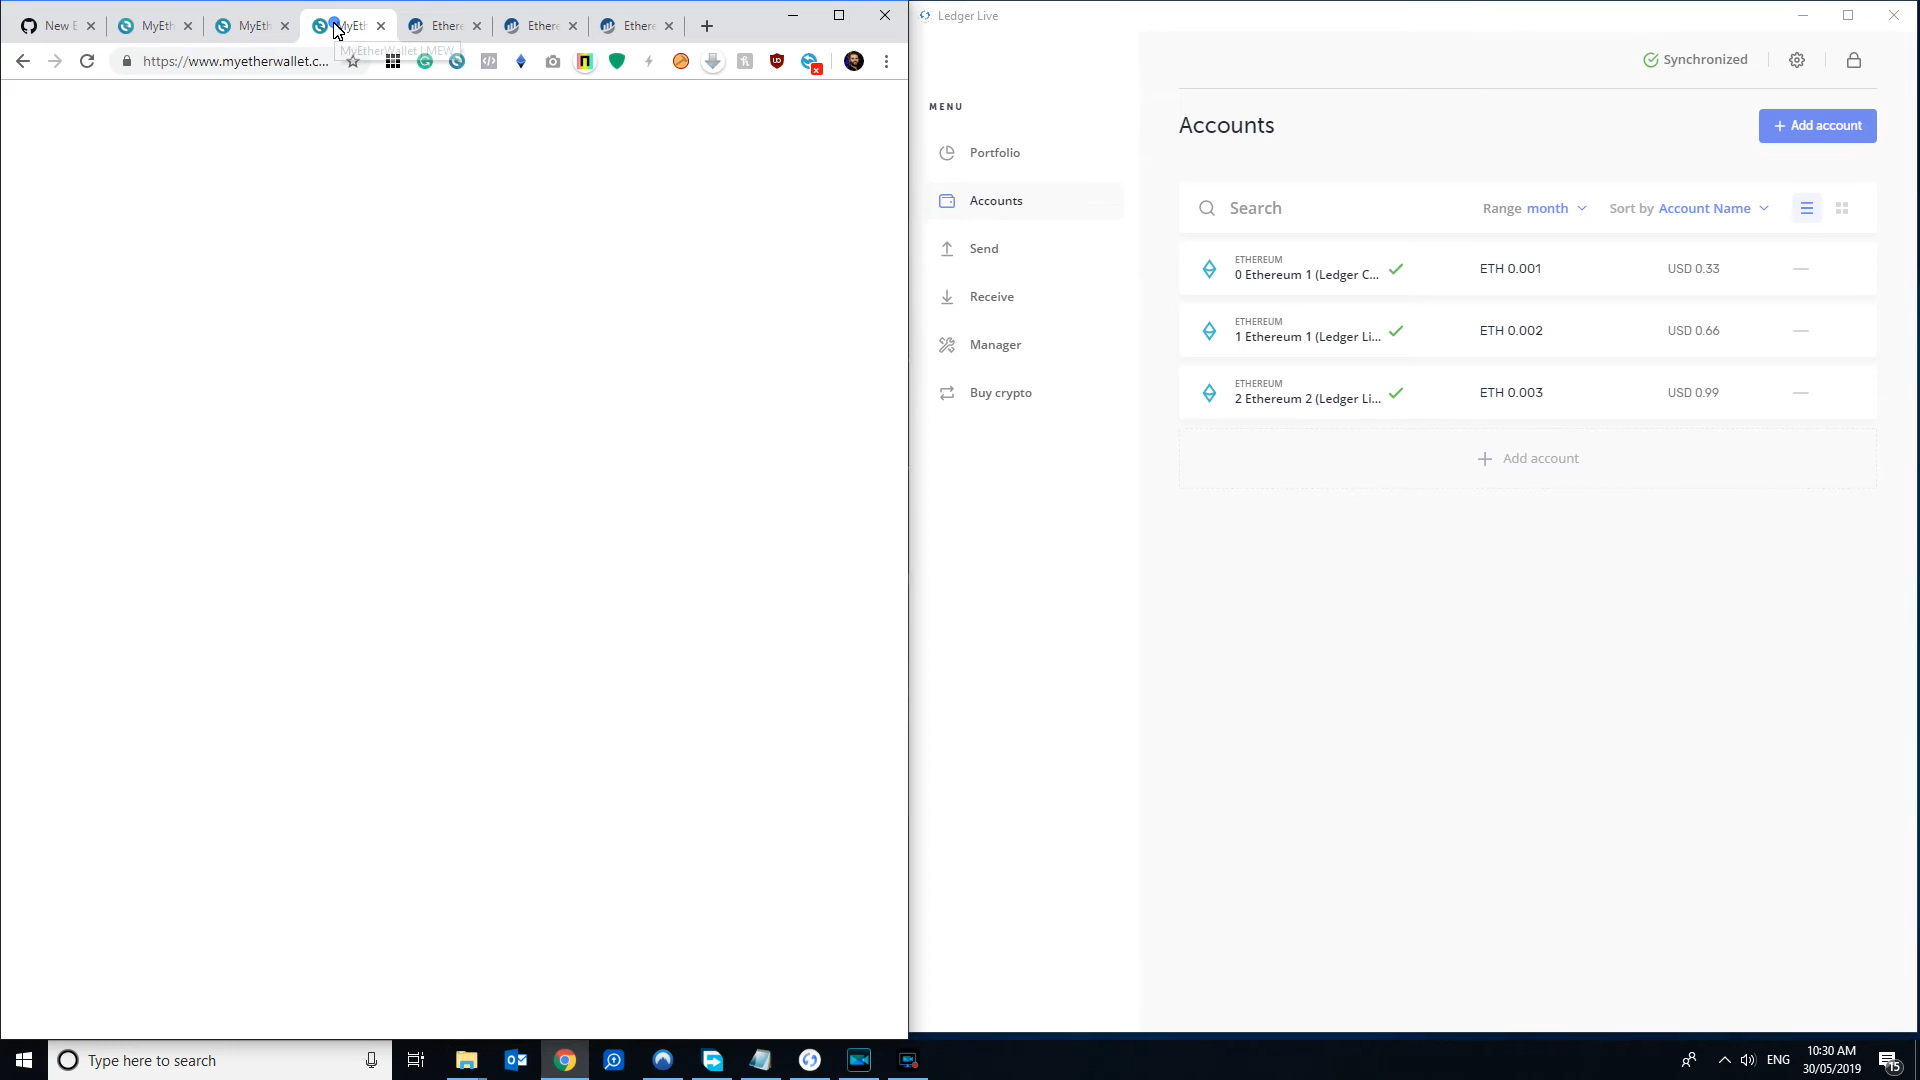 New E
MyEth
MyEth
MyEth
Ethere
Ethere
Ethere
https://www.myetherwallet.c...
MyEtherWallet | MEW
Ledger Live
Synchronized
MENU
Portfolio
Accounts
Send
Receive
Manager
Buy crypto
Accounts
+ Add account
Search
Range month
Sort by Account Name
ETHEREUM
0 Ethereum 1 (Ledger C...
ETH 0.001
USD 0.33
—
ETHEREUM
1 Ethereum 1 (Ledger Li...
ETH 0.002
USD 0.66
—
ETHEREUM
2 Ethereum 2 (Ledger Li...
ETH 0.003
USD 0.99
—
+ Add account
Type here to search
ENG
10:30 AM
30/05/2019
15